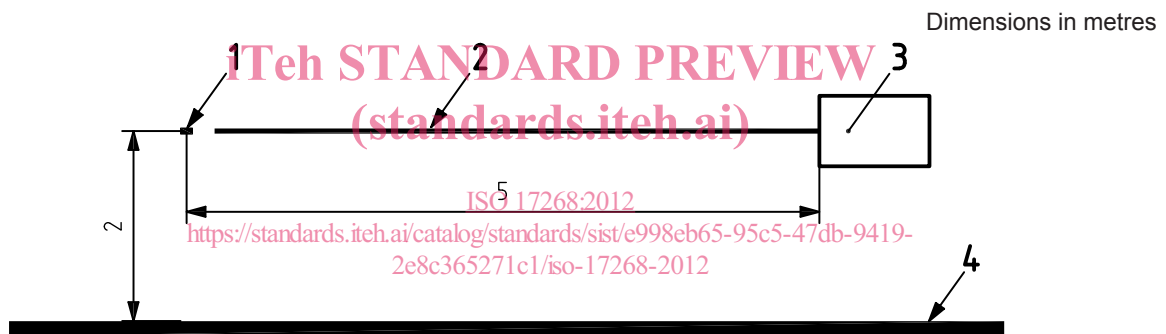 Dimensions in metres
iTeh STANDARD PREVIEW
1
2
3
(standards.iteh.ai)
5
ISO 17268:2012
2
https://standards.iteh.ai/catalog/standards/sist/e998eb65-95c5-47db-9419-
2e8c365271c1/iso-17268-2012
4